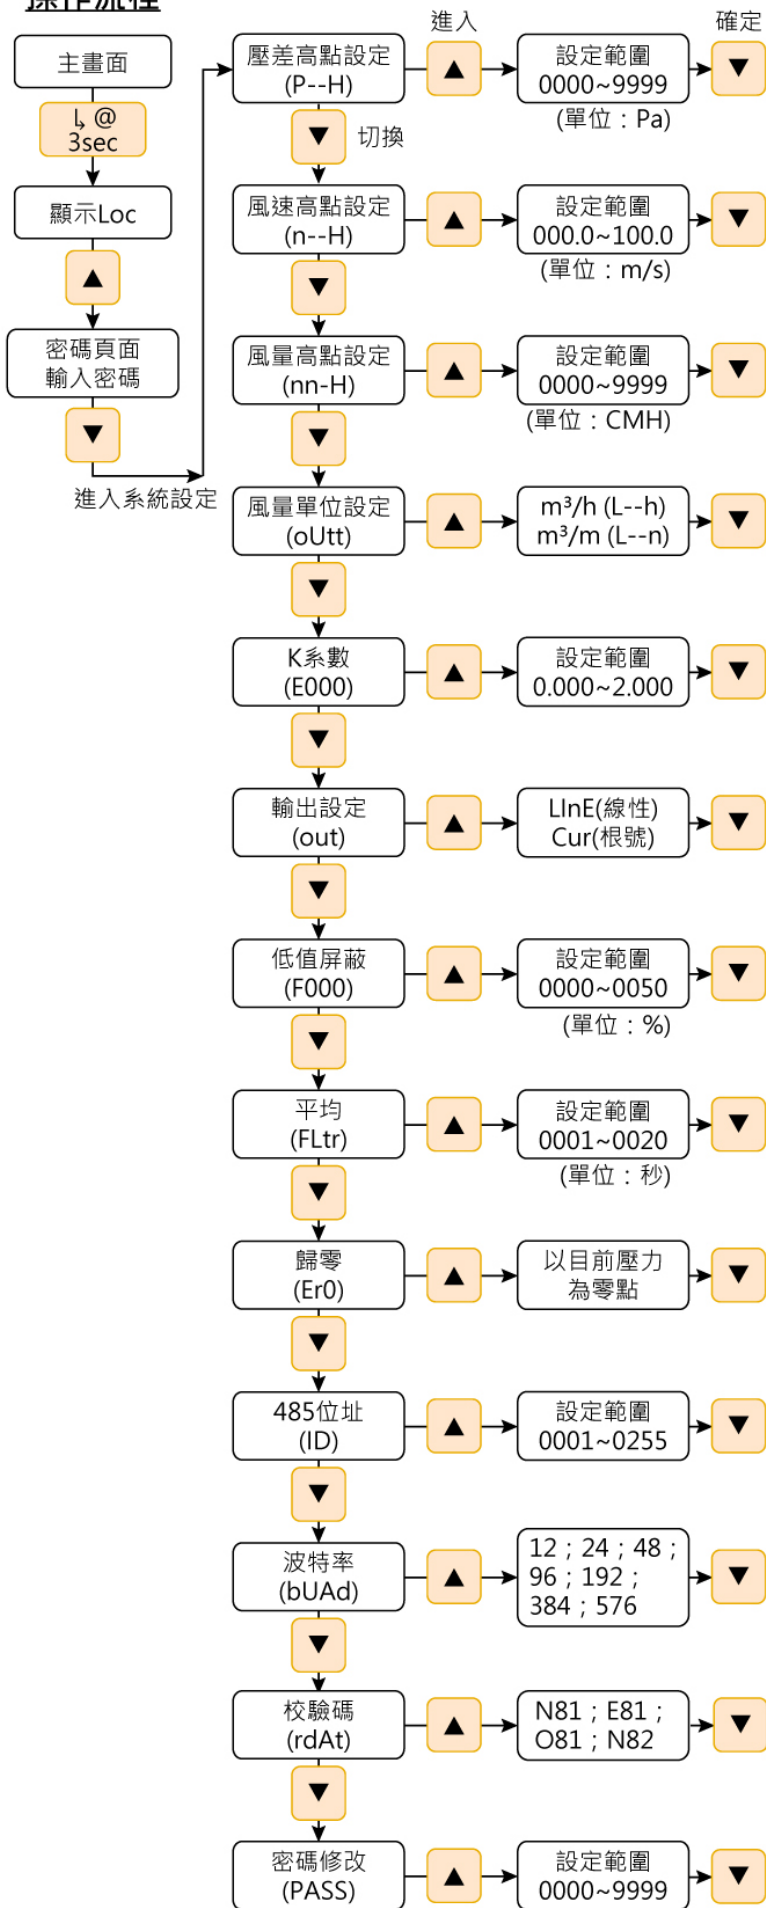 操作流程
進入
確定
主畫面
↳ @
3sec
顯示Loc
▲
密碼頁面
輸入密碼
▼
進入系統設定
壓差高點設定
(P--H)
▲
設定範圍
0000~9999
(單位：Pa)
▼
▼
切換
風速高點設定
(n--H)
▲
設定範圍
000.0~100.0
(單位：m/s)
▼
▼
風量高點設定
(nn-H)
▲
設定範圍
0000~9999
(單位：CMH)
▼
▼
風量單位設定
(oUtt)
▲
m³/h (L--h)
m³/m (L--n)
▼
▼
K系數
(E000)
▲
設定範圍
0.000~2.000
▼
▼
輸出設定
(out)
▲
LInE(線性)
Cur(根號)
▼
▼
低值屏蔽
(F000)
▲
設定範圍
0000~0050
(單位：%)
▼
▼
平均
(FLtr)
▲
設定範圍
0001~0020
(單位：秒)
▼
▼
歸零
(Er0)
▲
以目前壓力
為零點
▼
▼
485位址
(ID)
▲
設定範圍
0001~0255
▼
▼
波特率
(bUAd)
▲
12；24；48；
96；192；
384；576
▼
▼
校驗碼
(rdAt)
▲
N81；E81；
O81；N82
▼
▼
密碼修改
(PASS)
▲
設定範圍
0000~9999
▼